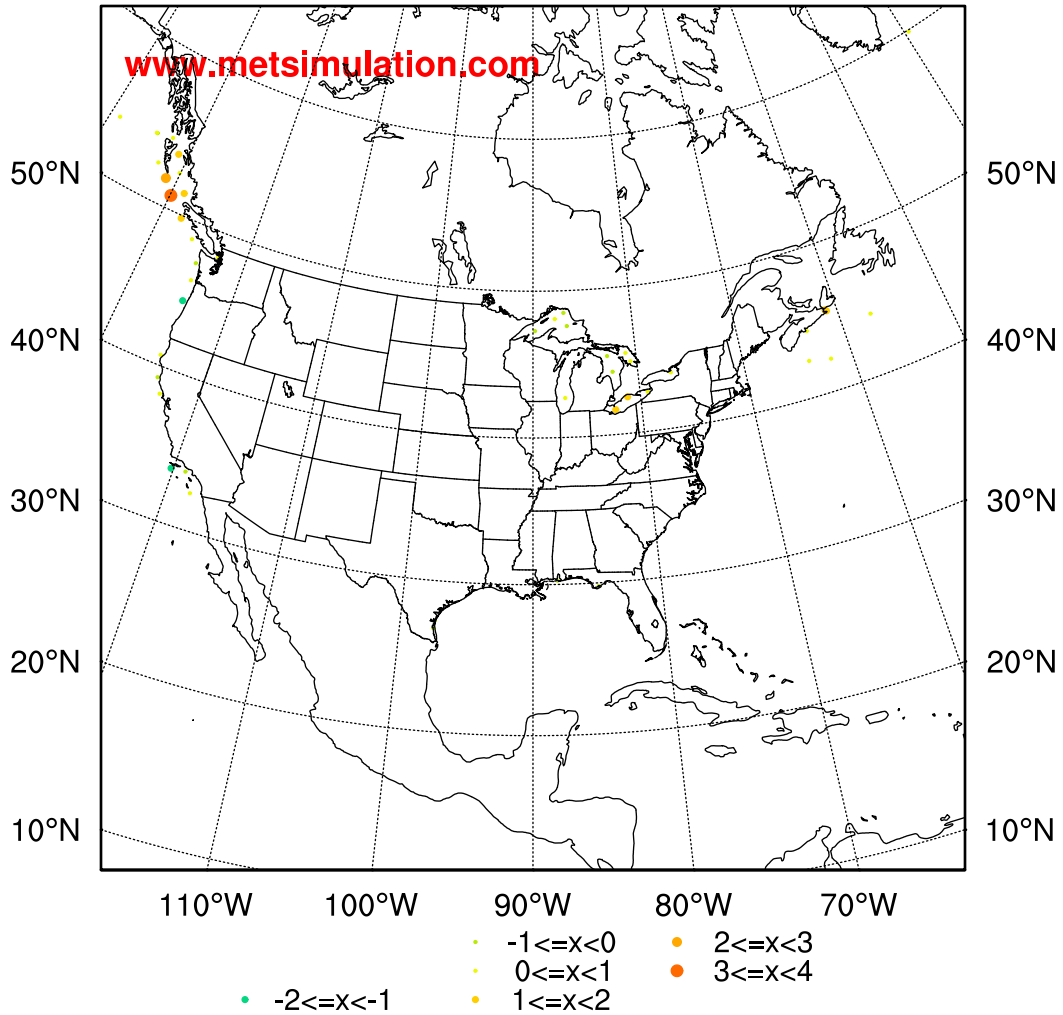 www.metsimulation.com
50°N 50°N
40°N 40°N
30°N 30°N
20°N 20°N
10°N 10°N
110°W 100°W 90°W 80°W 70°W
-1<=x<0 2<=x<3
0<=x<1 3<=x<4
-2<=x<-1 1<=x<2